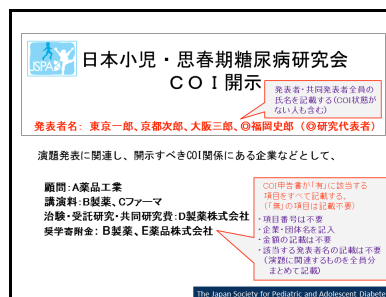 JSPAD
日本小児・思春期糖尿病研究会
ＣＯＩ開示
発表者・共同発表者全員の
氏名を記載する(COI状態が
ない人も含む)
発表者名: 東京一郎、京都次郎、大阪三郎、◎福岡史郎（◎研究代表者）
演題発表に関連し、開示すべきCOI関係にある企業などとして、
顧問:A薬品工業
講演料:B製薬、Cファーマ
治験・受託研究・共同研究費:D製薬株式会社
奨学寄附金: B製薬、E薬品株式会社
COI申告書が「有」に該当する
項目をすべて記載する。
(「無」の項目は記載不要)
・項目番号は不要
・企業・団体名を記入
・金額の記載は不要
・該当する発表者名の記載は不要
（演題に関連するものを全員分
まとめて記載)
The Japan Society for Pediatric and Adolescent Diabete